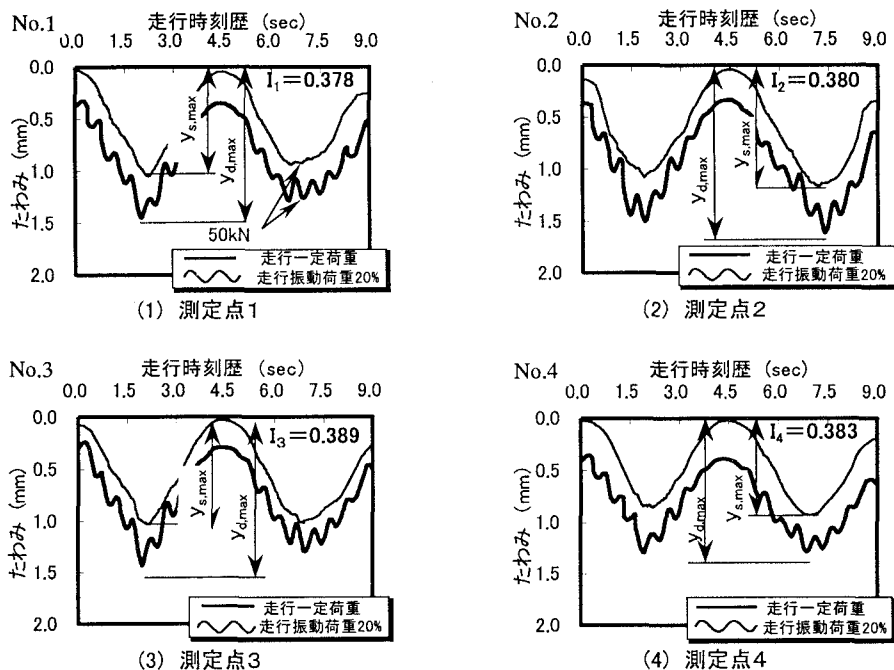 No.1
走行時刻歴 (sec)
0.0 1.5 3.0 4.5 6.0 7.5 9.0
0.0
0.5
1.0
1.5
2.0
たわみ (mm)
I₁=0.378
ys,max
yd,max
50kN
走行一定荷重
走行振動荷重20%
(1) 測定点1
No.2
走行時刻歴 (sec)
0.0 1.5 3.0 4.5 6.0 7.5 9.0
0.0
0.5
1.0
1.5
2.0
たわみ (mm)
I₂=0.380
yd,max
ys,max
走行一定荷重
走行振動荷重20%
(2) 測定点2
No.3
走行時刻歴 (sec)
0.0 1.5 3.0 4.5 6.0 7.5 9.0
0.0
0.5
1.0
1.5
2.0
たわみ (mm)
I₃=0.389
ys,max
yd,max
走行一定荷重
走行振動荷重20%
(3) 測定点3
No.4
走行時刻歴 (sec)
0.0 1.5 3.0 4.5 6.0 7.5 9.0
0.0
0.5
1.0
1.5
2.0
たわみ (mm)
I₄=0.383
yd,max
ys,max
走行一定荷重
走行振動荷重20%
(4) 測定点4